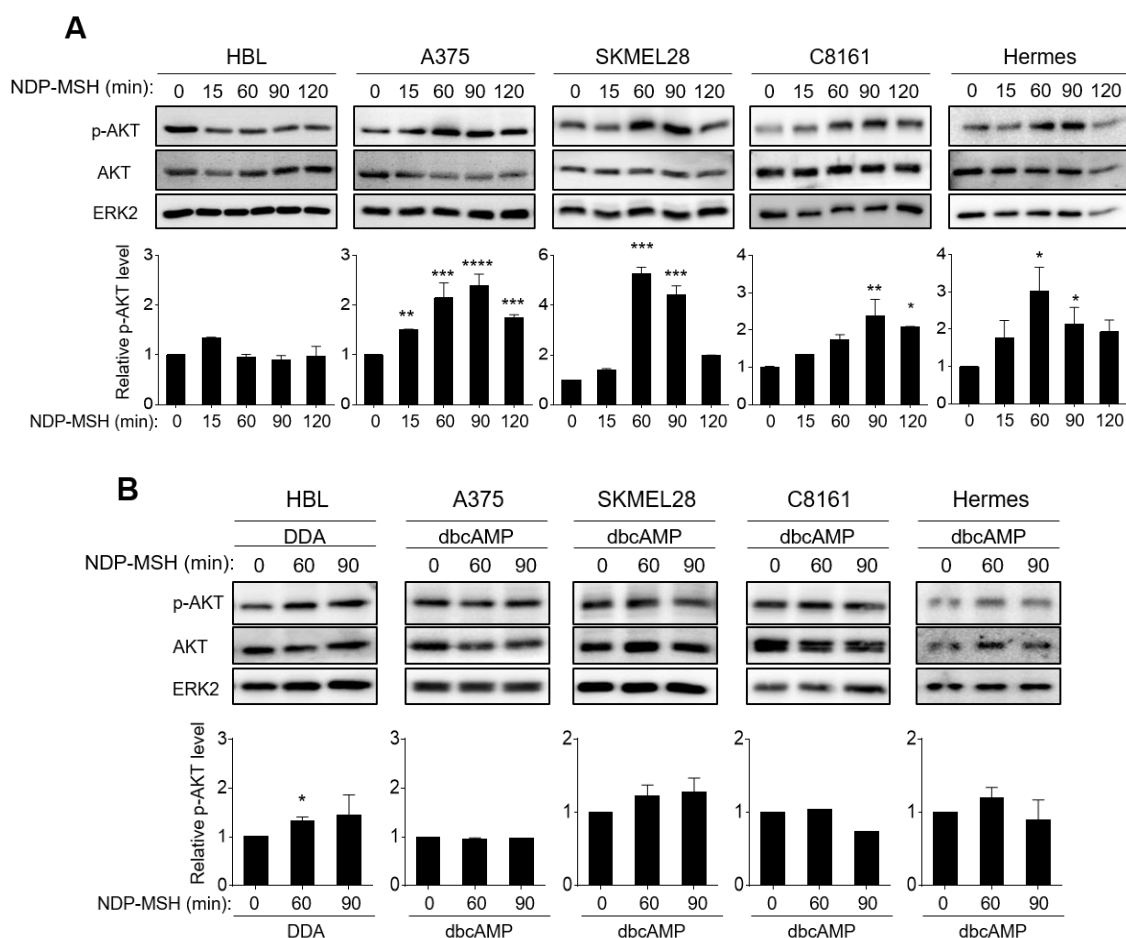 A
HBL A375 SKMEL28 C8161 Hermes
NDP-MSH (min): 0 15 60 90 120 0 15 60 90 120 0 15 60 90 120 0 15 60 90 120 0 15 60 90 120
p-AKT
AKT
ERK2
Relative p-AKT level
3 3 6 4 4
** *** **** *** *** *** ** * * *
2 2 4 3 3
2 2
1 1 2 1 1
0 0 0 0 0
NDP-MSH (min): 0 15 60 90 120 0 15 60 90 120 0 15 60 90 120 0 15 60 90 120 0 15 60 90 120
B
HBL A375 SKMEL28 C8161 Hermes
DDA dbcAMP dbcAMP dbcAMP dbcAMP
NDP-MSH (min): 0 60 90 0 60 90 0 60 90 0 60 90 0 60 90
p-AKT
AKT
ERK2
Relative p-AKT level
3 3 2 2 2
2 2
*
1 1 1 1 1
0 0 0 0 0
NDP-MSH (min): 0 60 90 0 60 90 0 60 90 0 60 90 0 60 90
DDA dbcAMP dbcAMP dbcAMP dbcAMP